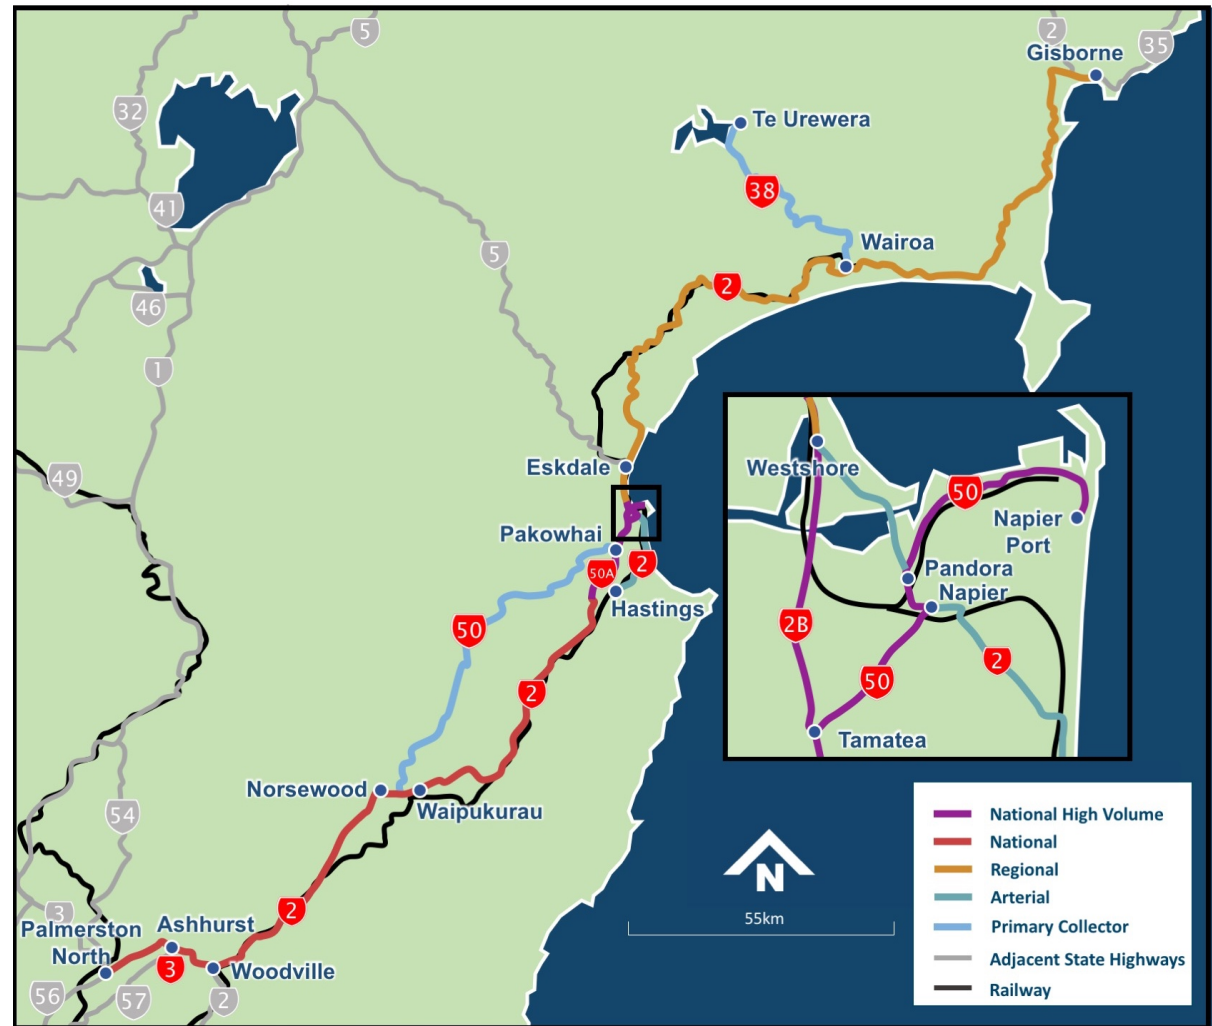 5
2
35
Gisborne
32
Te Urewera
38
41
Wairoa
5
2
46
1
Eskdale
49
Pakowhai
50A
2
Hastings
50
2
Norsewood
Waipukurau
54
2
3
Palmerston
North
Ashhurst
3
Woodville
56
57
2
Westshore
50
Napier
Port
Pandora
Napier
2B
2
50
Tamatea
N
55km
National High Volume
National
Regional
Arterial
Primary Collector
Adjacent State Highways
Railway